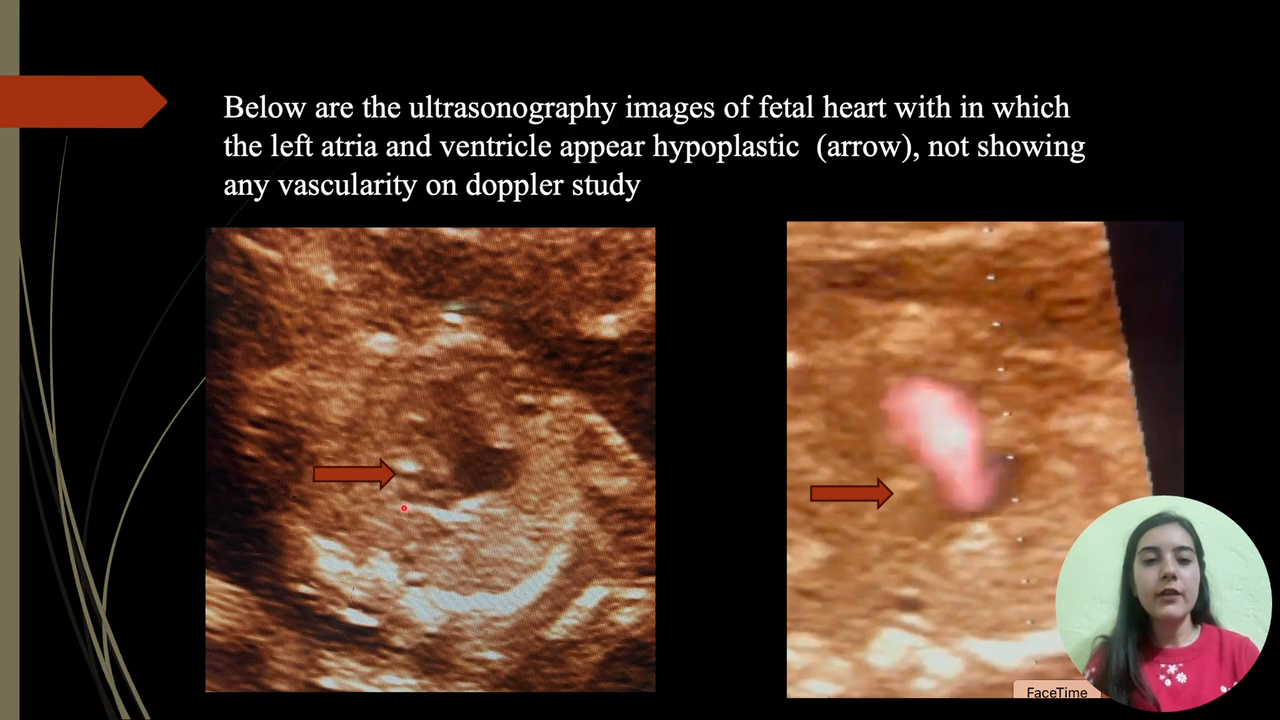 Below are the ultrasonography images of fetal heart with in which
the left atria and ventricle appear hypoplastic  (arrow), not showing
any vascularity on doppler study
FaceTime